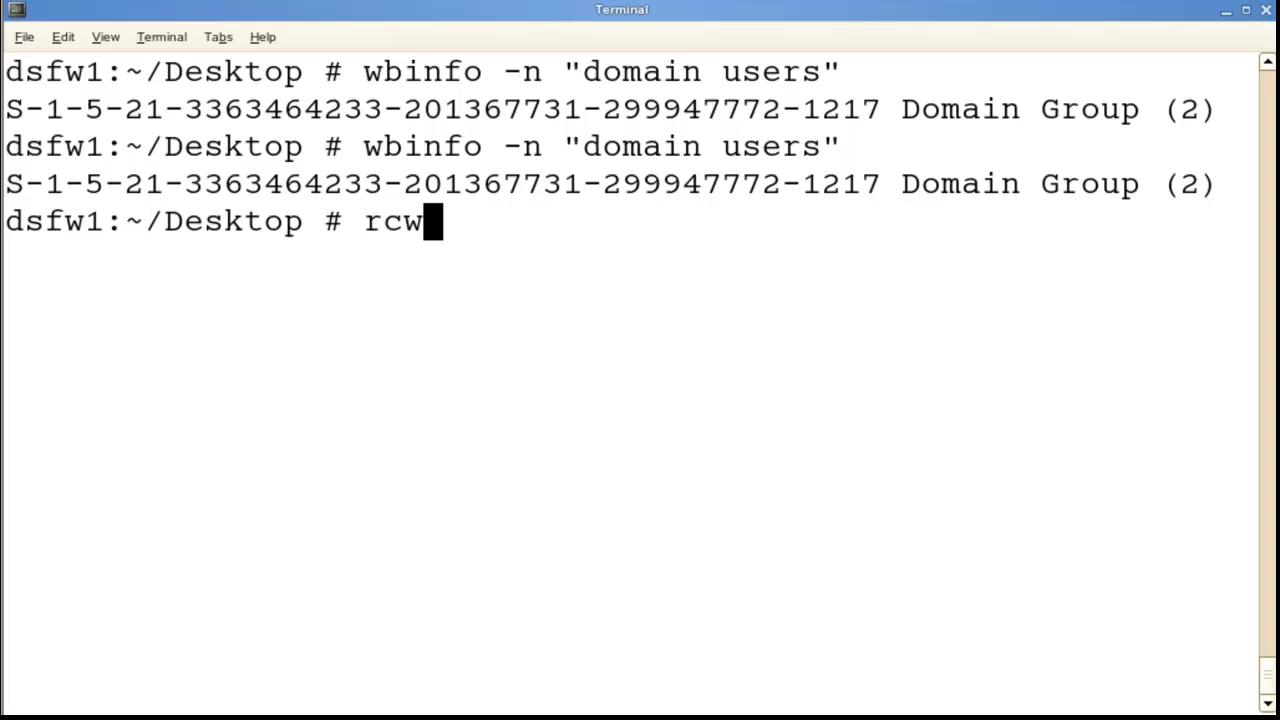 Terminal
File Edit View Terminal Tabs Help
dsfw1:~/Desktop # wbinfo -n "domain users"
S-1-5-21-3363464233-201367731-299947772-1217 Domain Group (2)
dsfw1:~/Desktop # wbinfo -n "domain users"
S-1-5-21-3363464233-201367731-299947772-1217 Domain Group (2)
dsfw1:~/Desktop # rcw